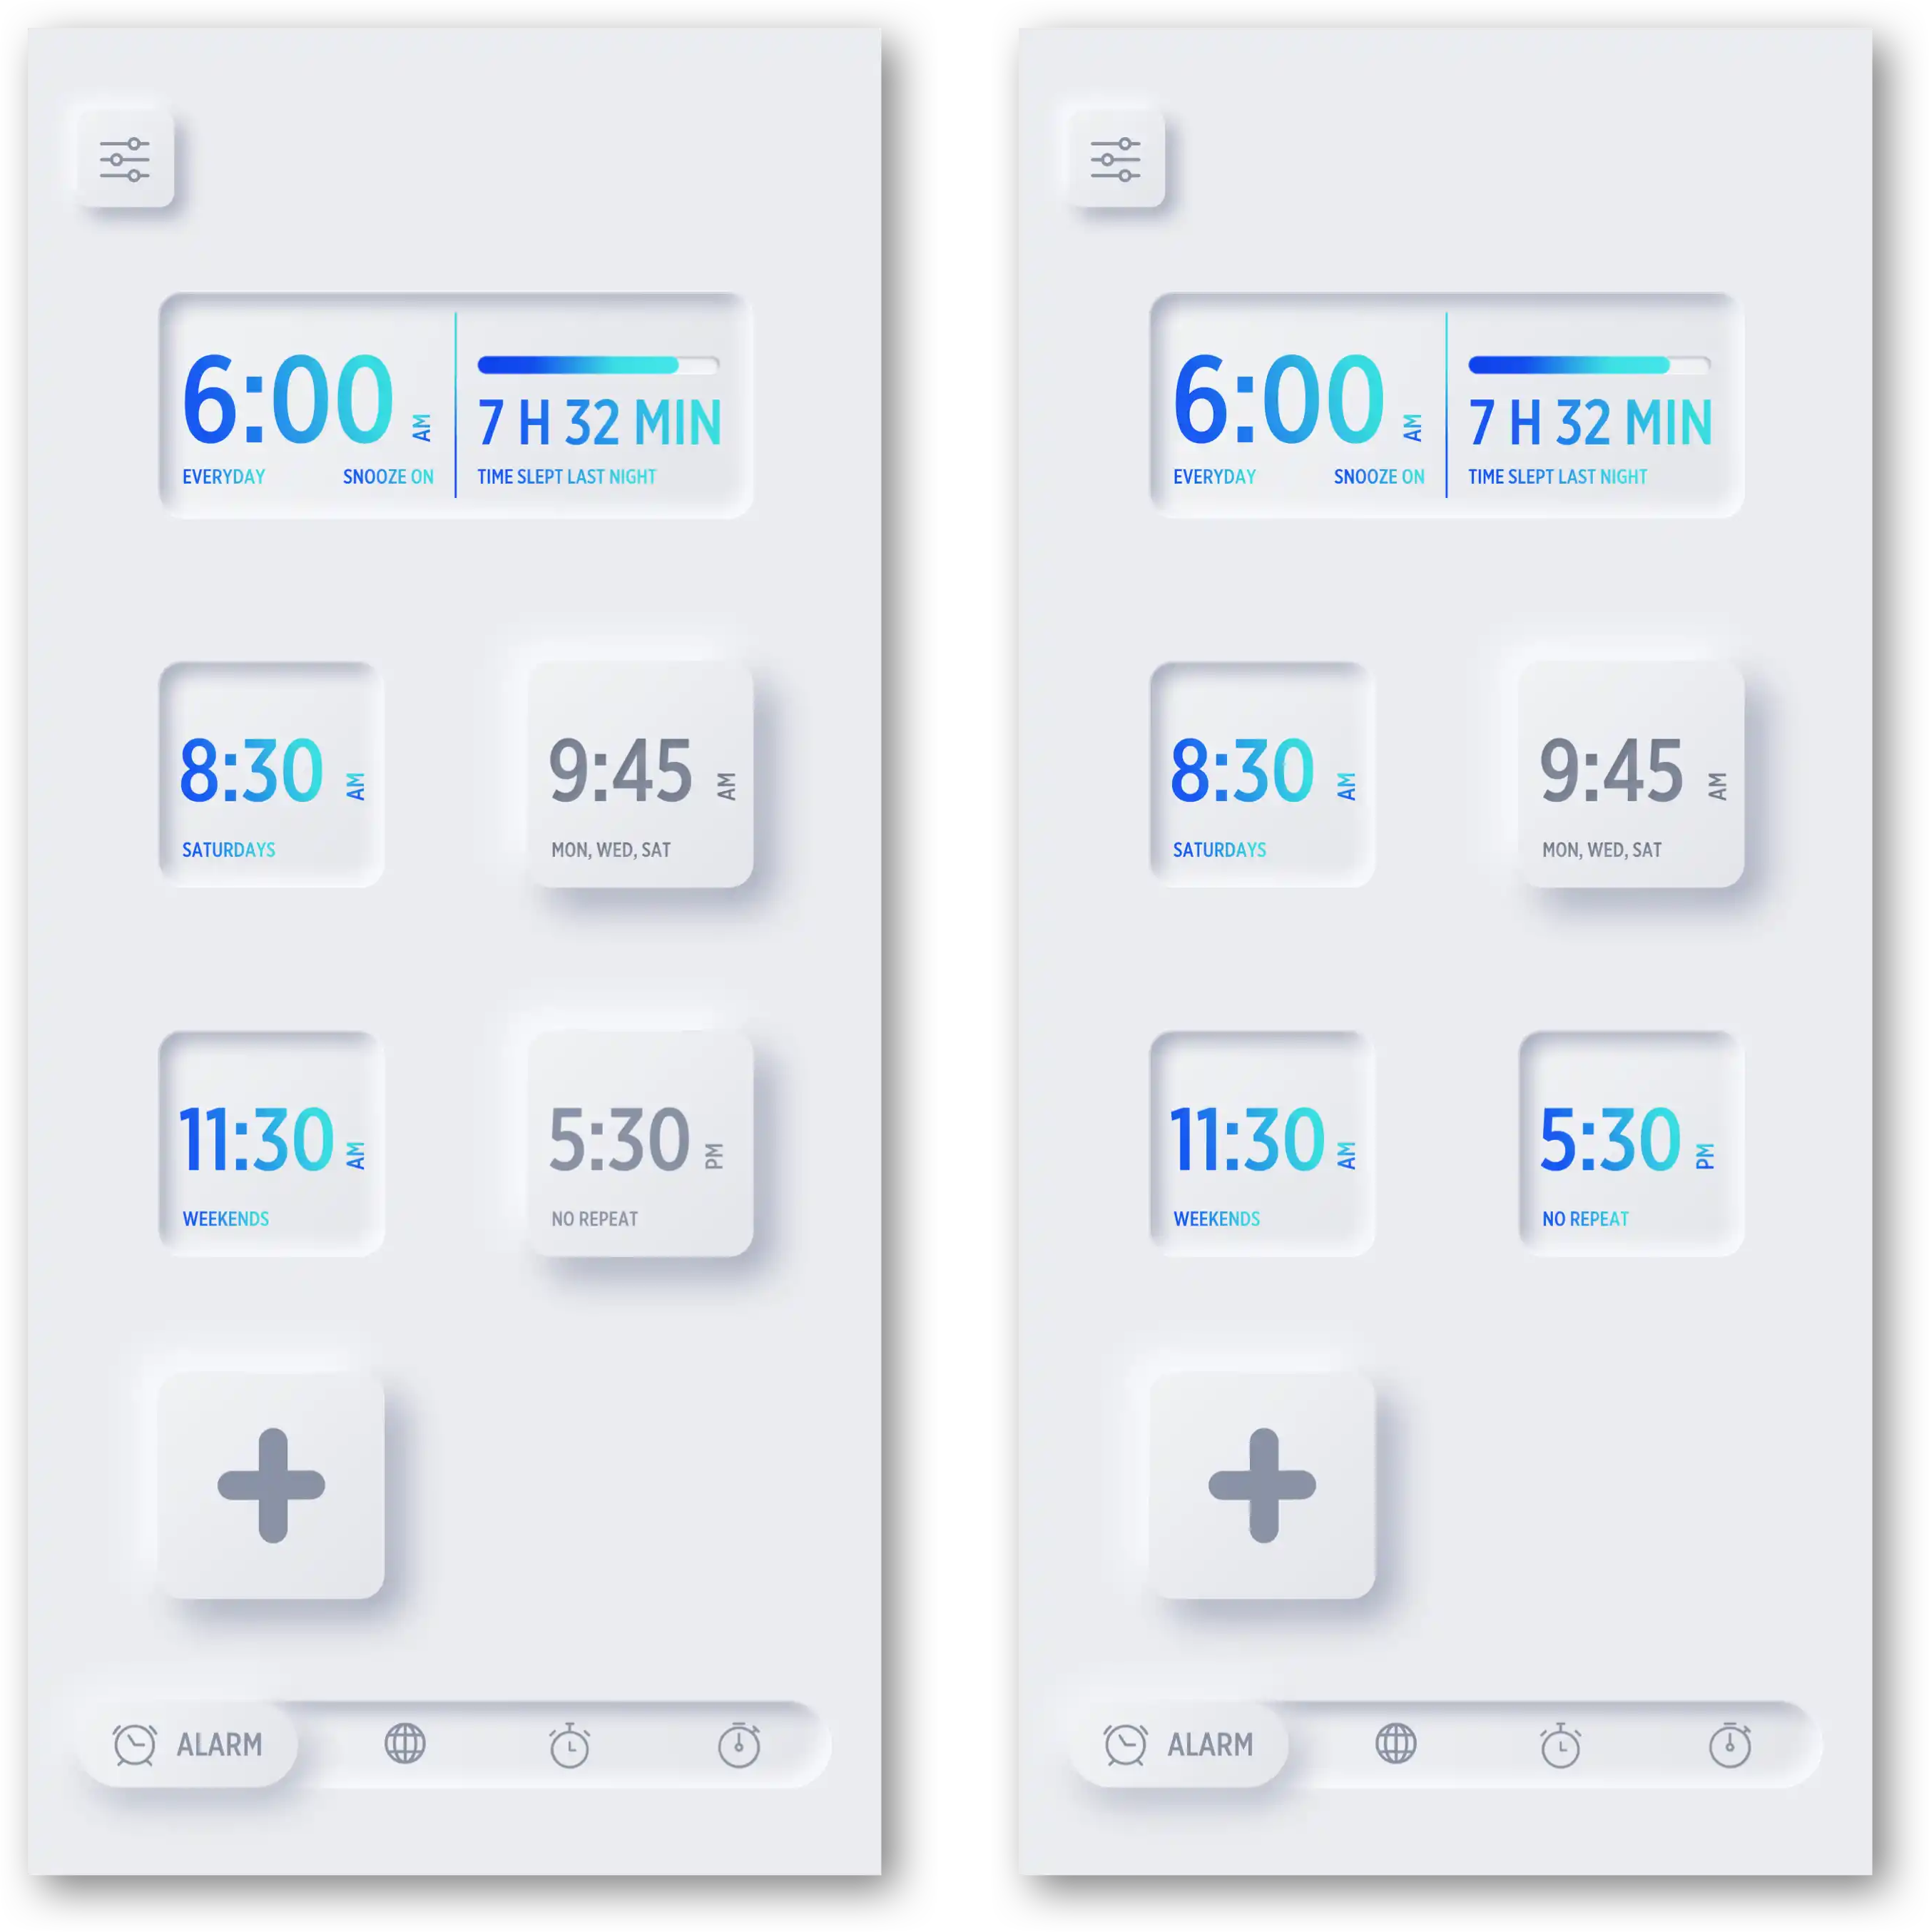 6:00 AM
EVERYDAY SNOOZE ON
7 H 32 MIN
TIME SLEPT LAST NIGHT
8:30 AM
SATURDAYS
9:45 AM
MON, WED, SAT
11:30 AM
WEEKENDS
5:30 PM
NO REPEAT
ALARM
6:00 AM
EVERYDAY SNOOZE ON
7 H 32 MIN
TIME SLEPT LAST NIGHT
8:30 AM
SATURDAYS
9:45 AM
MON, WED, SAT
11:30 AM
WEEKENDS
5:30 PM
NO REPEAT
ALARM